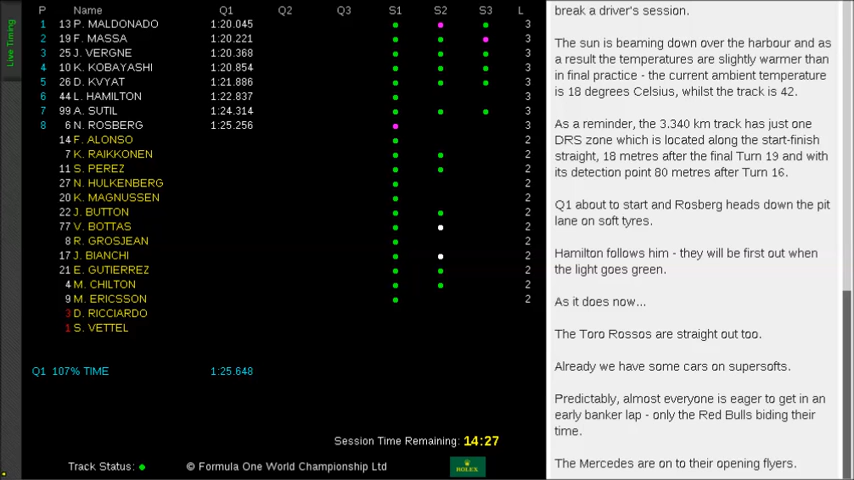 Live Timing
P Name Q1 Q2 Q3 S1 S2 S3 L
1 13 P. MALDONADO 1:20.045 3
2 19 F. MASSA 1:20.221 3
3 25 J. VERGNE 1:20.368 3
4 10 K. KOBAYASHI 1:20.854 3
5 26 D. KVYAT 1:21.886 3
6 44 L. HAMILTON 1:22.837 3
7 99 A. SUTIL 1:24.314 3
8 6 N. ROSBERG 1:25.256 3
14 F. ALONSO 2
7 K. RAIKKONEN 2
11 S. PEREZ 2
27 N. HULKENBERG 2
20 K. MAGNUSSEN 2
22 J. BUTTON 2
77 V. BOTTAS 2
8 R. GROSJEAN 2
17 J. BIANCHI 2
21 E. GUTIERREZ 2
4 M. CHILTON 2
9 M. ERICSSON 2
3 D. RICCIARDO
1 S. VETTEL
Q1 107% TIME 1:25.648
Session Time Remaining: 14:27
Track Status: © Formula One World Championship Ltd
ROLEX
break a driver's session.
The sun is beaming down over the harbour and as
a result the temperatures are slightly warmer than
in final practice - the current ambient temperature
is 18 degrees Celsius, whilst the track is 42.
As a reminder, the 3.340 km track has just one
DRS zone which is located along the start-finish
straight, 18 metres after the final Turn 19 and with
its detection point 80 metres after Turn 16.
Q1 about to start and Rosberg heads down the pit
lane on soft tyres.
Hamilton follows him - they will be first out when
the light goes green.
As it does now...
The Toro Rossos are straight out too.
Already we have some cars on supersofts.
Predictably, almost everyone is eager to get in an
early banker lap - only the Red Bulls biding their
time.
The Mercedes are on to their opening flyers.